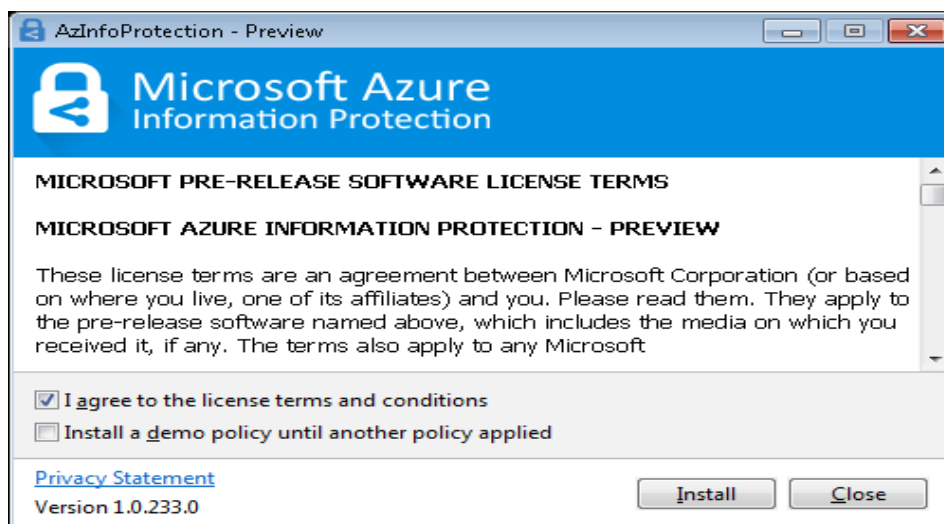 AzInfoProtection - Preview
Microsoft Azure
Information Protection
MICROSOFT PRE-RELEASE SOFTWARE LICENSE TERMS
MICROSOFT AZURE INFORMATION PROTECTION – PREVIEW
These license terms are an agreement between Microsoft Corporation (or based
on where you live, one of its affiliates) and you. Please read them. They apply to
the pre-release software named above, which includes the media on which you
received it, if any. The terms also apply to any Microsoft
I agree to the license terms and conditions
Install a demo policy until another policy applied
Privacy Statement
Version 1.0.233.0
Install
Close